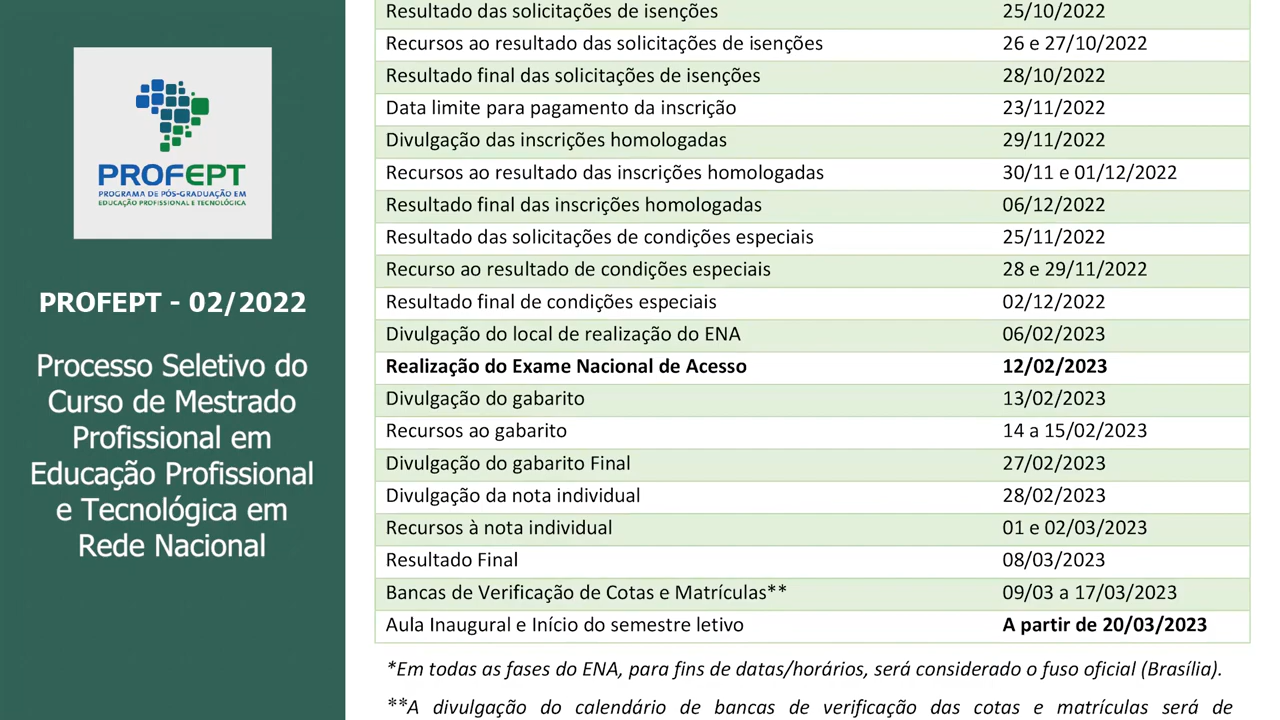 PROFEPT
PROGRAMA DE PÓS-GRADUAÇÃO EM
EDUCAÇÃO PROFISSIONAL E TECNOLÓGICA
PROFEPT - 02/2022
Processo Seletivo do
Curso de Mestrado
Profissional em
Educação Profissional
e Tecnológica em
Rede Nacional
Resultado das solicitações de isenções 25/10/2022
Recursos ao resultado das solicitações de isenções 26 e 27/10/2022
Resultado final das solicitações de isenções 28/10/2022
Data limite para pagamento da inscrição 23/11/2022
Divulgação das inscrições homologadas 29/11/2022
Recursos ao resultado das inscrições homologadas 30/11 e 01/12/2022
Resultado final das inscrições homologadas 06/12/2022
Resultado das solicitações de condições especiais 25/11/2022
Recurso ao resultado de condições especiais 28 e 29/11/2022
Resultado final de condições especiais 02/12/2022
Divulgação do local de realização do ENA 06/02/2023
Realização do Exame Nacional de Acesso 12/02/2023
Divulgação do gabarito 13/02/2023
Recursos ao gabarito 14 a 15/02/2023
Divulgação do gabarito Final 27/02/2023
Divulgação da nota individual 28/02/2023
Recursos à nota individual 01 e 02/03/2023
Resultado Final 08/03/2023
Bancas de Verificação de Cotas e Matrículas** 09/03 a 17/03/2023
Aula Inaugural e Início do semestre letivo A partir de 20/03/2023
*Em todas as fases do ENA, para fins de datas/horários, será considerado o fuso oficial (Brasília).
**A divulgação do calendário de bancas de verificação das cotas e matrículas será de